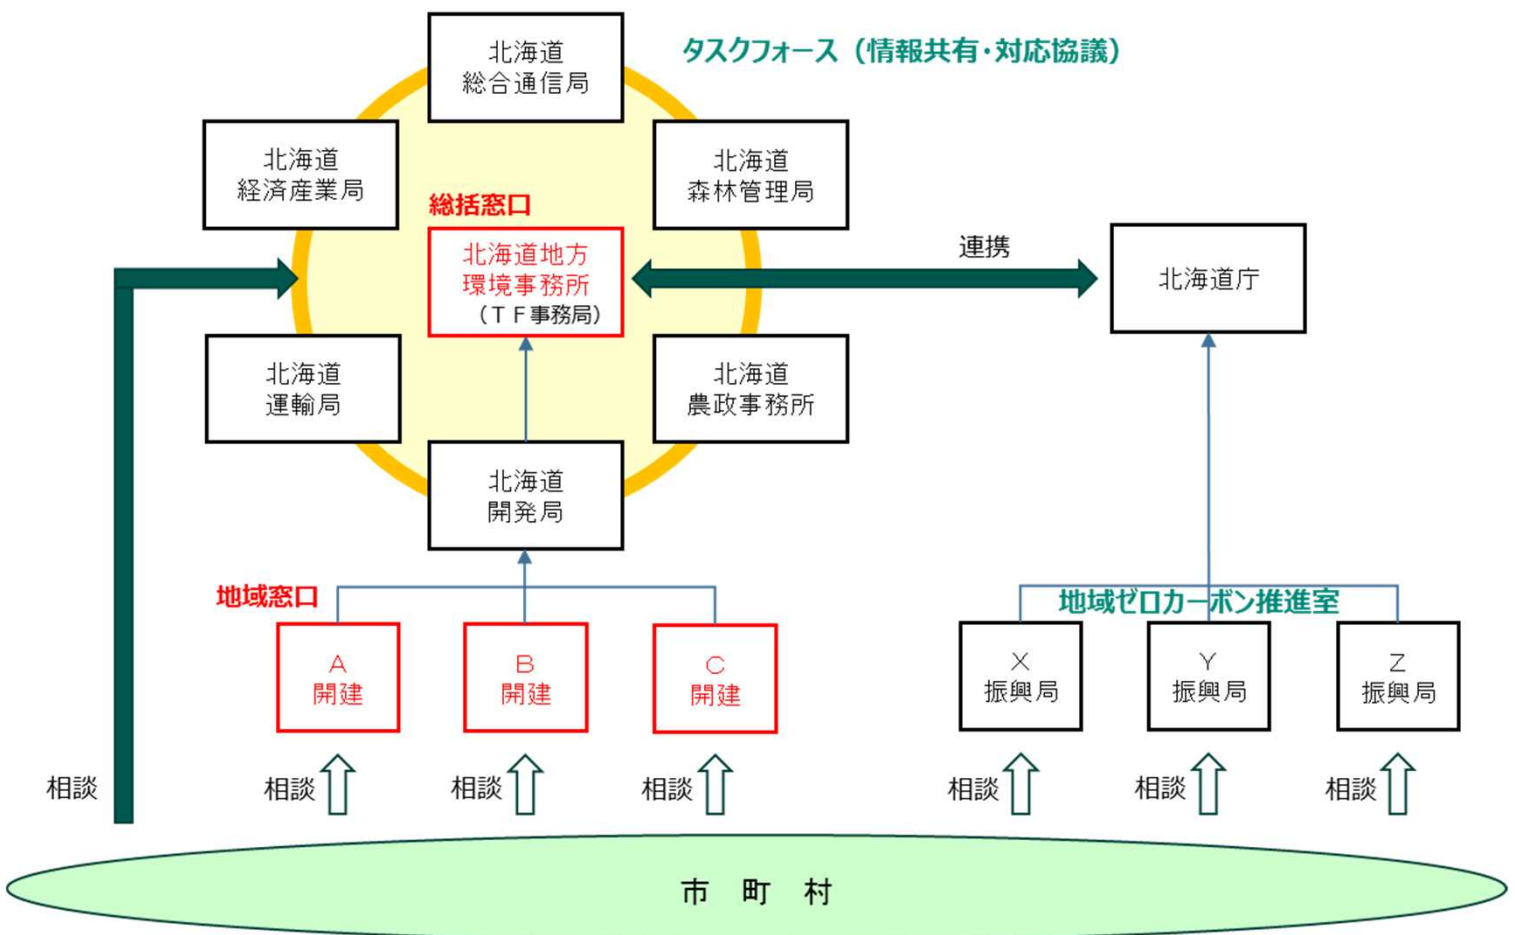 タスクフォース（情報共有・対応協議）
北海道
総合通信局
北海道
経済産業局
北海道
森林管理局
総括窓口
北海道地方
環境事務所
（ＴＦ事務局）
連携
北海道庁
北海道
運輸局
北海道
農政事務所
北海道
開発局
地域窓口
地域ゼロカーボン推進室
Ａ
開建
Ｂ
開建
Ｃ
開建
Ｘ
振興局
Ｙ
振興局
Ｚ
振興局
相談
相談
相談
相談
相談
相談
相談
市　町　村